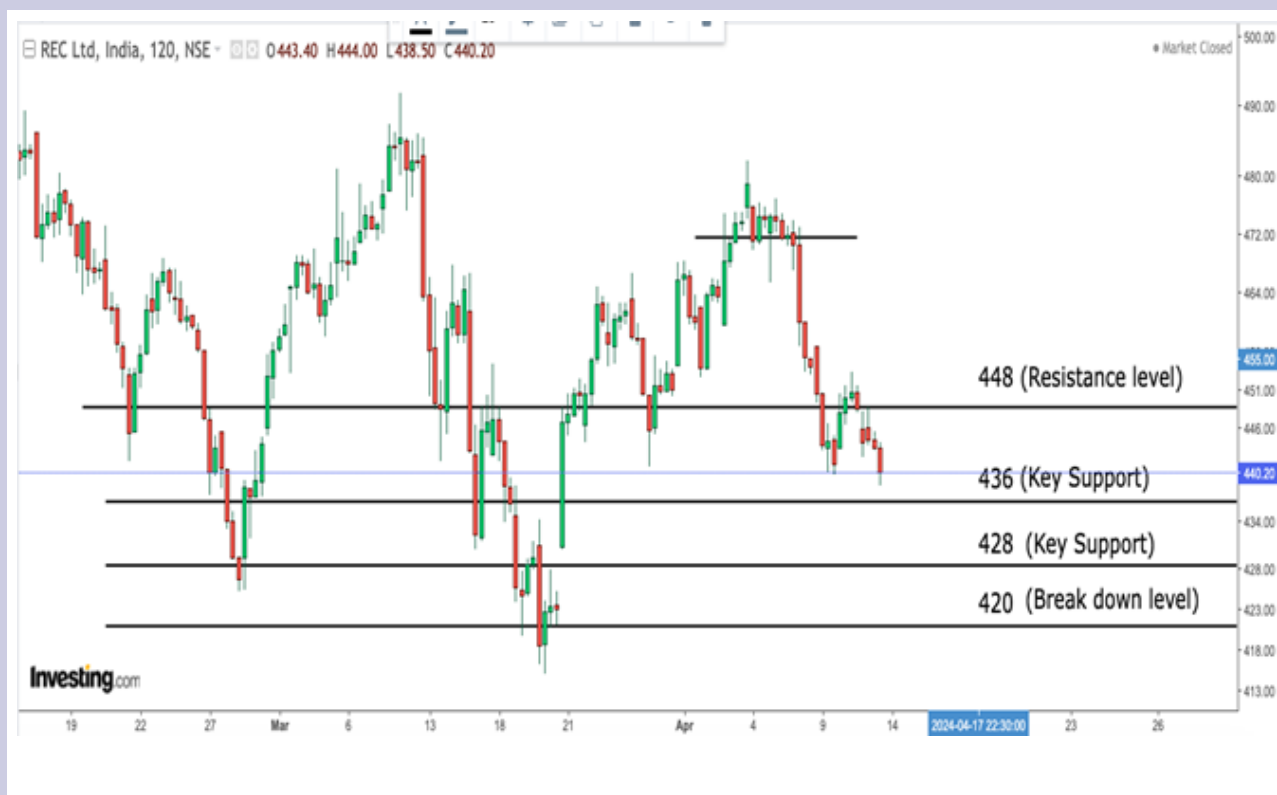 REC Ltd, India, 120, NSE O443.40 H444.00 L438.50 C440.20
Market Closed
500.00
490.00
480.00
472.00
464.00
455.00
451.00
446.00
440.20
434.00
428.00
423.00
418.00
413.00
448 (Resistance level)
436 (Key Support)
428 (Key Support)
420 (Break down level)
Investing.com
19 22 27 Mar 6 13 18 21 Apr 4 9 14 2024-04-17 22:30:00 23 26